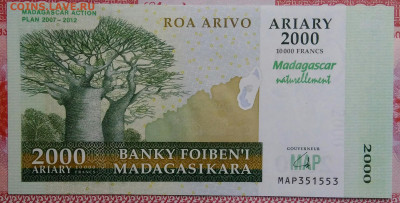 COINS.LAVE.RU
MADAGASCAR ACTION
PLAN 2007-2012
ROA ARIVO
ARIARY
2000
10000 FRANCS
Madagascar
naturellement
GOUVERNEUR
MAP
2000
ARIARY
BANKY FOIBEN'I
MADAGASIKARA
MAP351553
2000